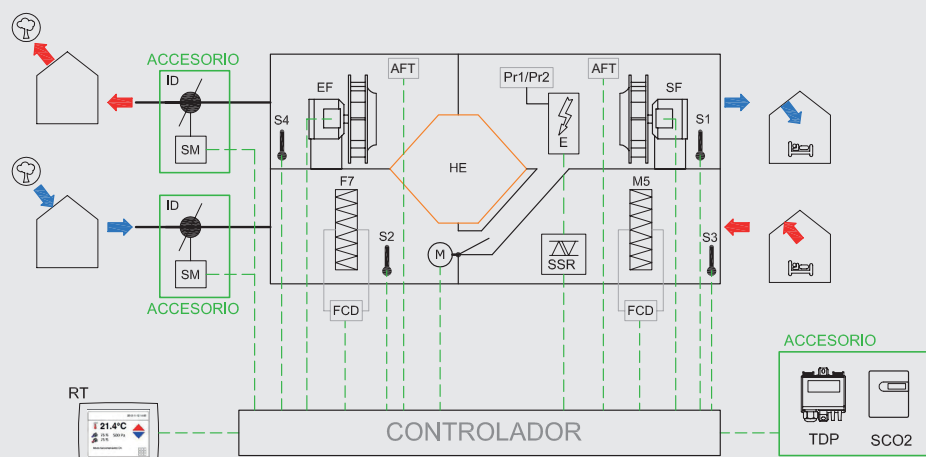 ACCESORIO
ID
SM
ACCESORIO
ID
SM
EF
AFT
Pr1/Pr2
AFT
SF
S4
S1
E
HE
F7
M5
S2
S3
M
SSR
FCD
FCD
ACCESORIO
RT
21.4°C
CONTROLADOR
TDP
SCO2